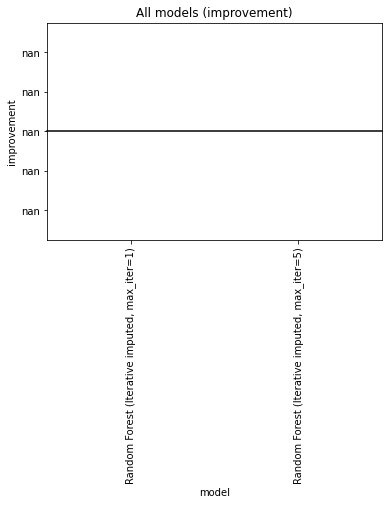 All models (improvement)
nan
nan
nan
nan
nan
improvement
Random Forest (Iterative imputed, max_iter=1)
Random Forest (Iterative imputed, max_iter=5)
model